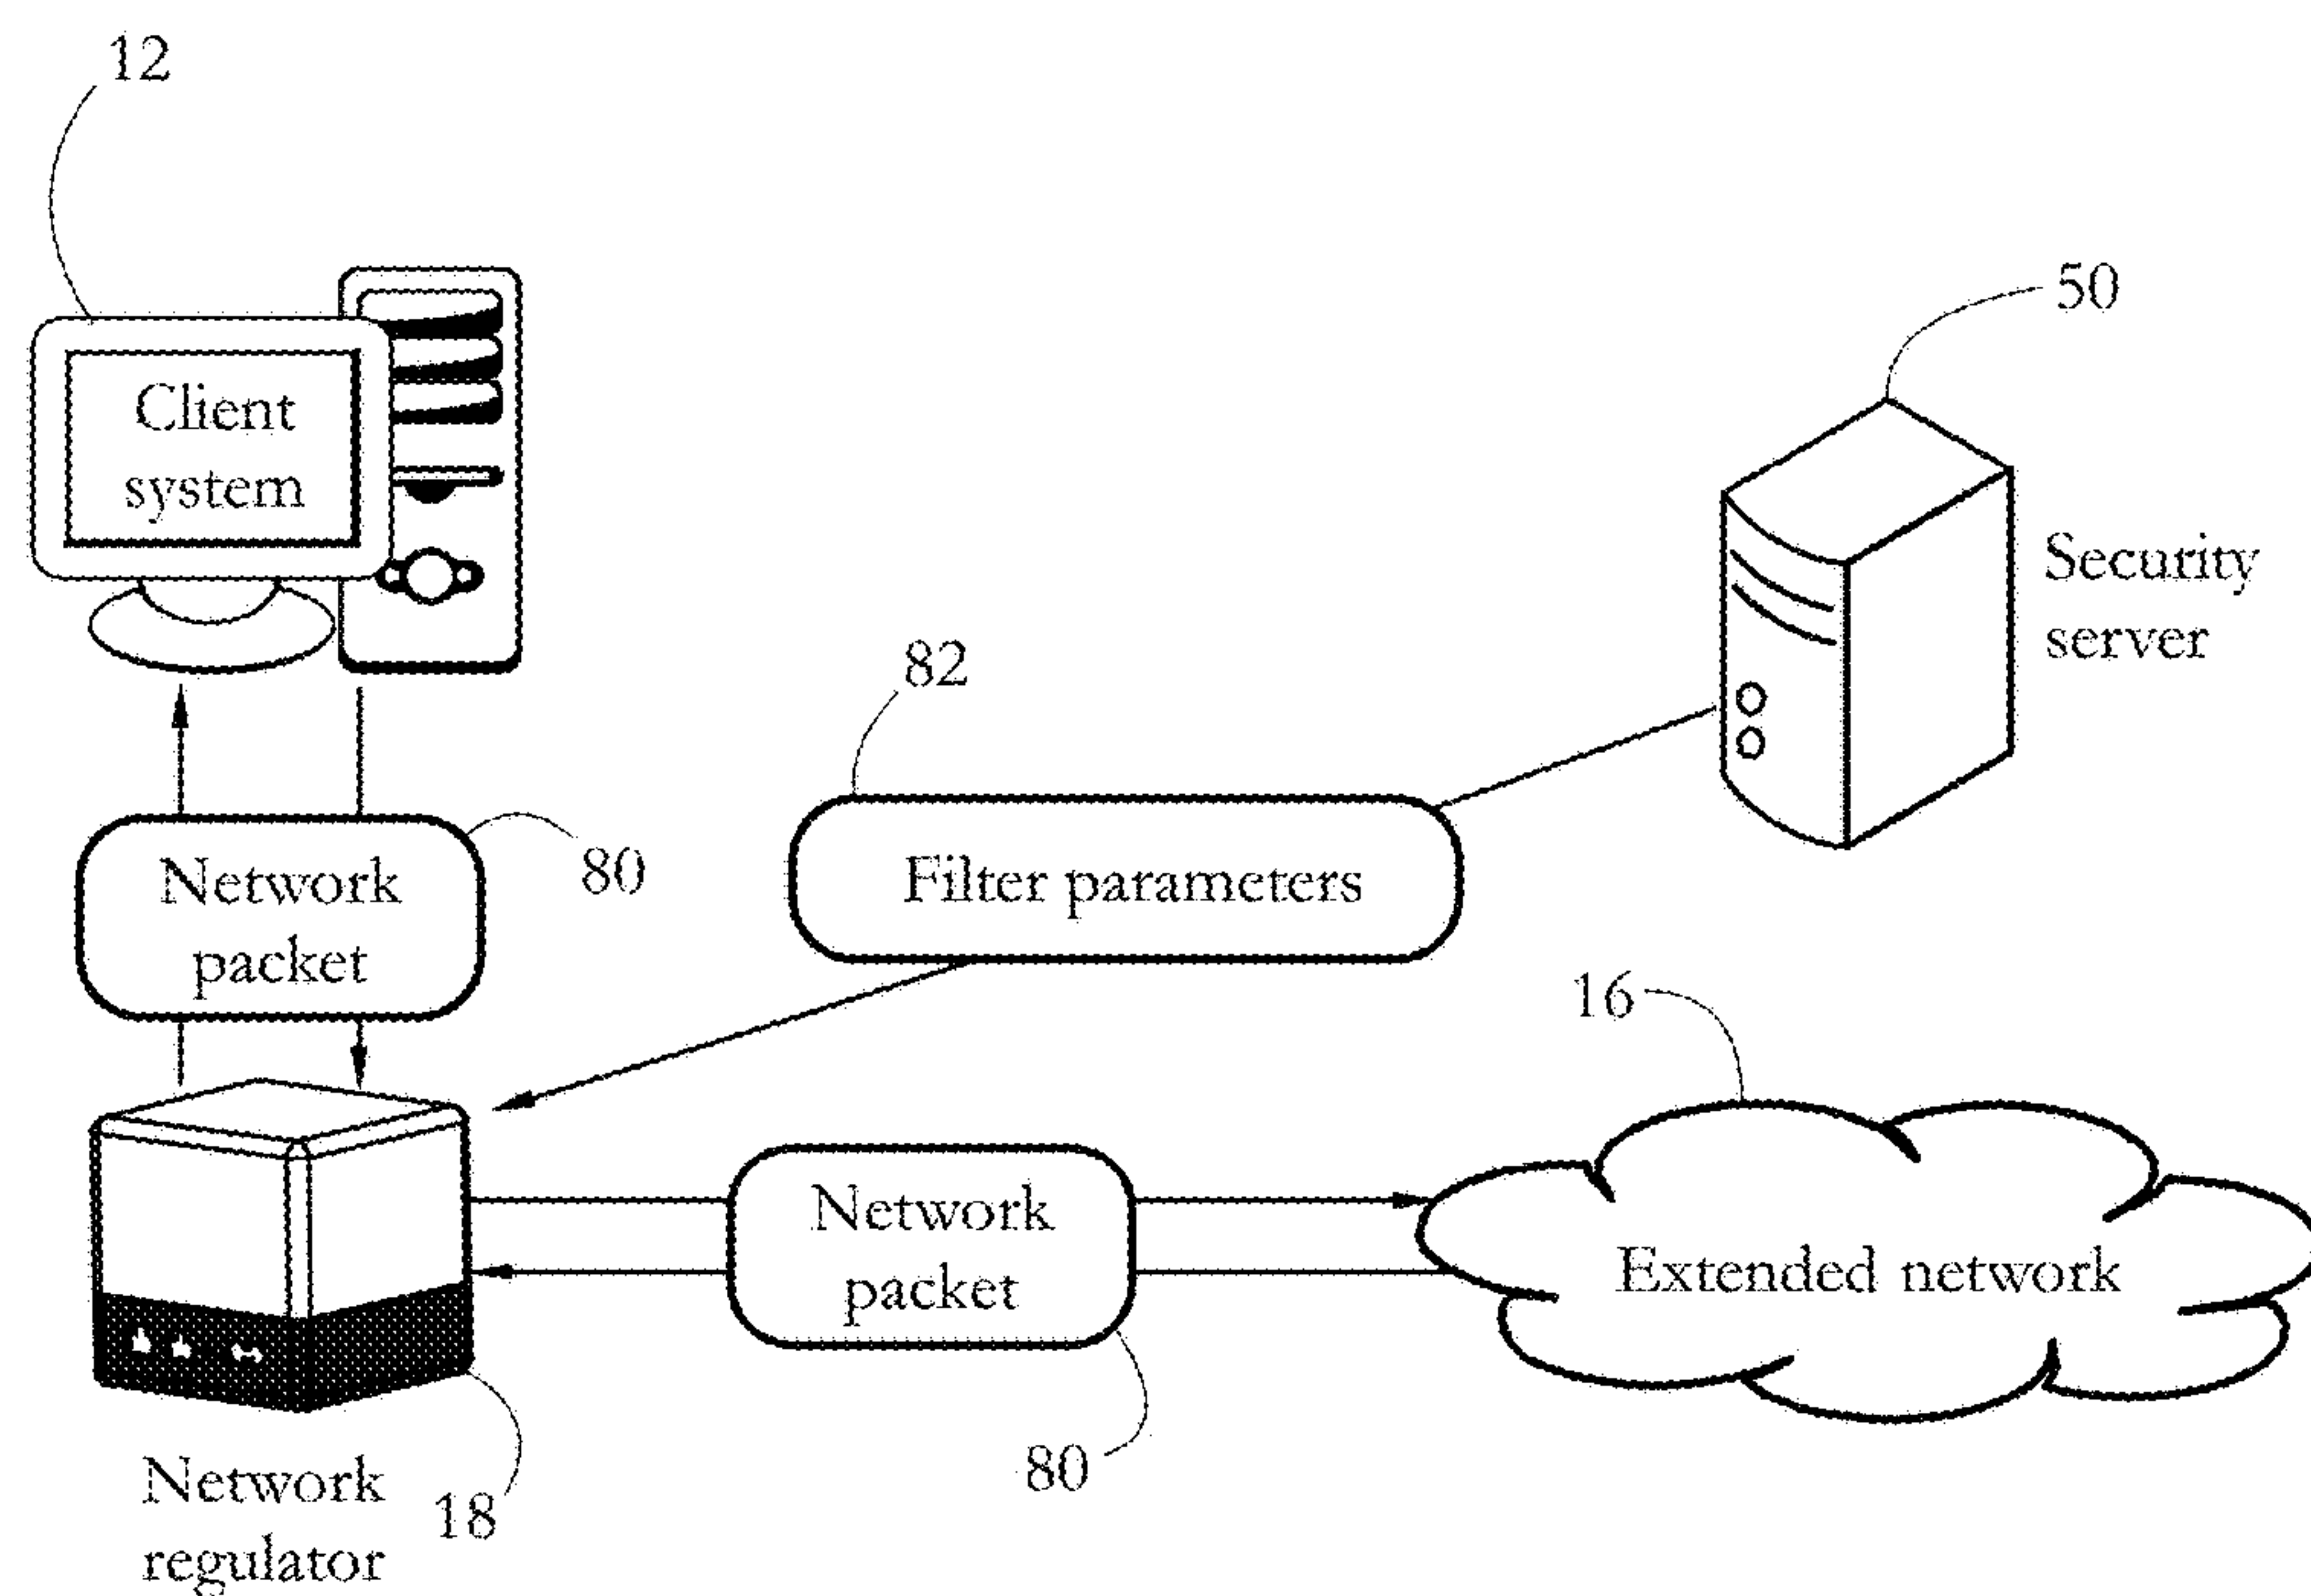 12
Client
system
50
Security
server
82
Filter parameters
Network
packet
80
16
Network
packet
Extended network
80
Network
regulator
18